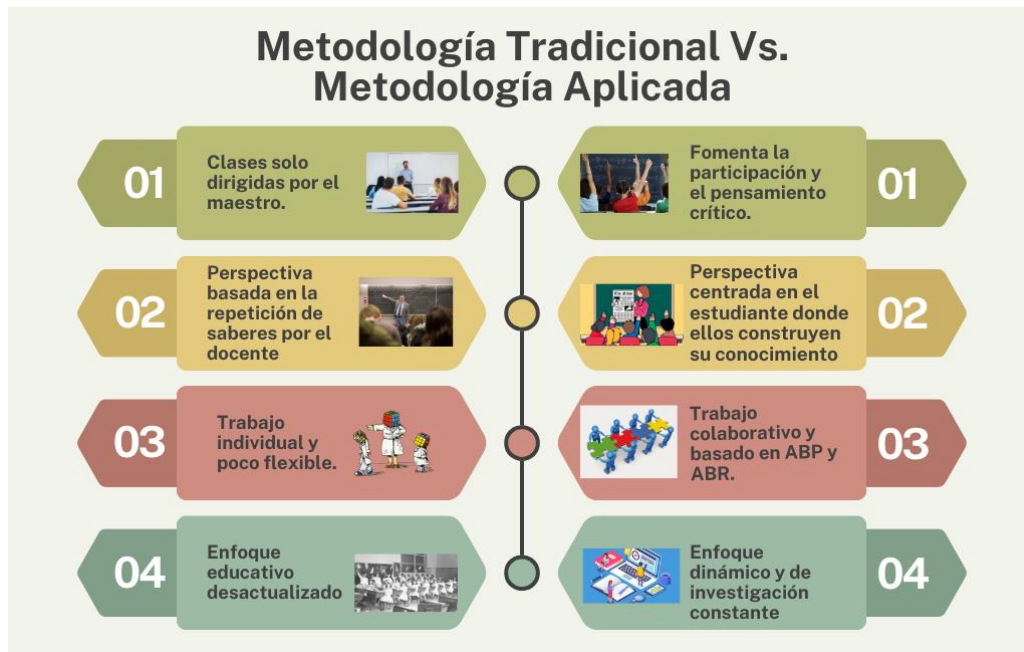 Metodología Tradicional Vs.
Metodología Aplicada
01
Clases solo
dirigidas por el
maestro.
Fomenta la
participación y
el pensamiento
crítico.
01
02
Perspectiva
basada en la
repetición de
saberes por el
docente
Perspectiva
centrada en el
estudiante donde
ellos construyen
su conocimiento
02
03
Trabajo
individual y
poco flexible.
Trabajo
colaborativo y
basado en ABP y
ABR.
03
04
Enfoque
educativo
desactualizado
Enfoque
dinámico y de
investigación
constante
04